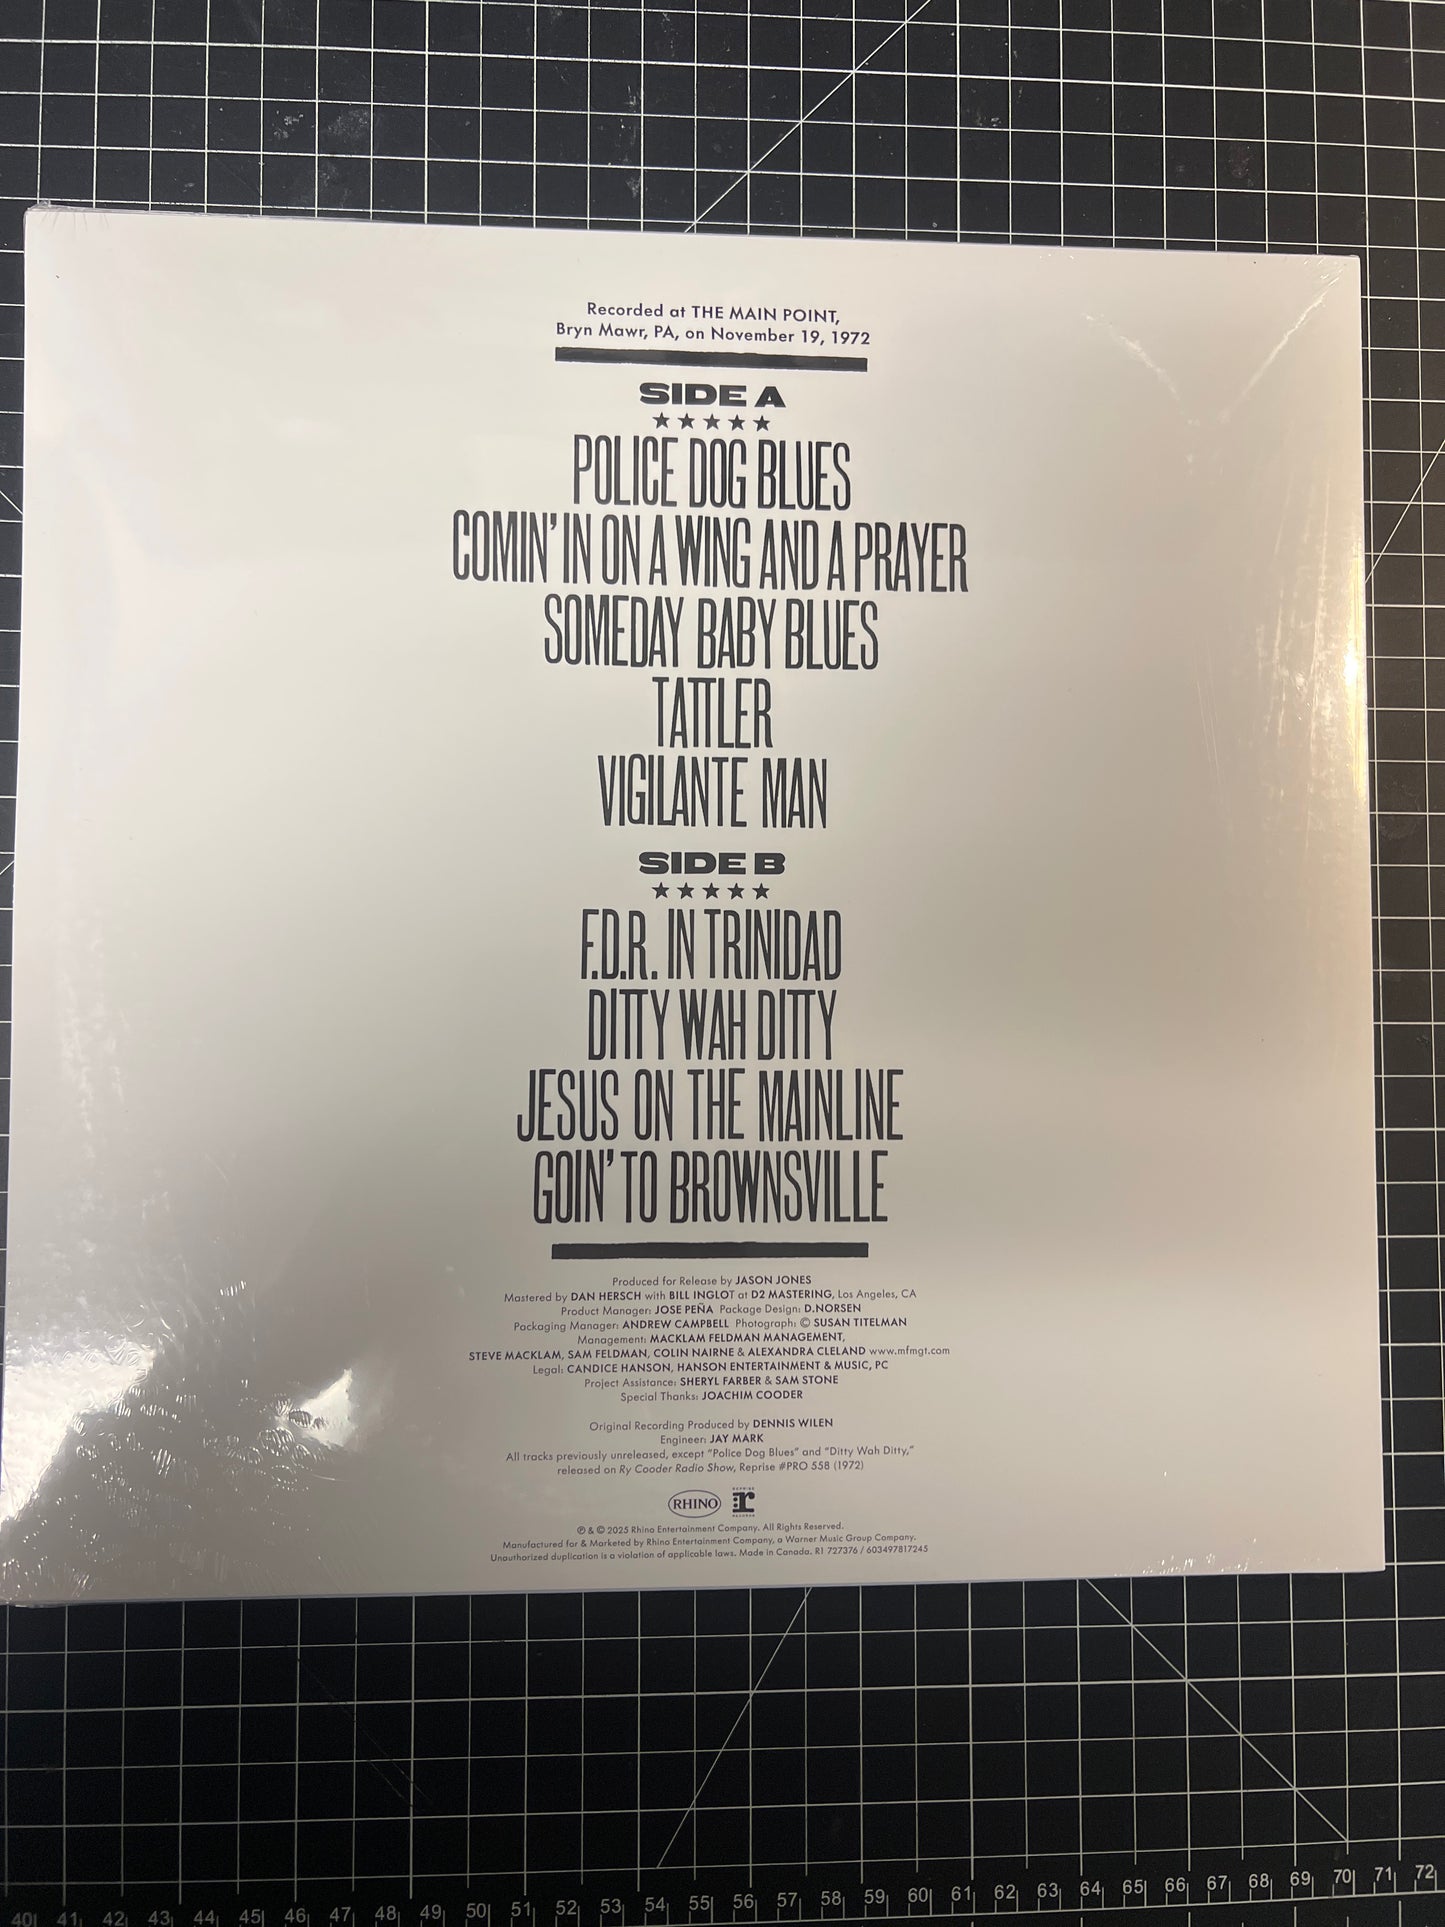 Recorded at THE MAIN POINT,
Bryn Mawr, PA, on November 19, 1972
SIDE A
★★★★★
POLICE DOG BLUES
COMIN' IN ON A WING AND A PRAYER
SOMEDAY BABY BLUES
TATTLER
VIGILANTE MAN
SIDE B
★★★★★
F.D.R. IN TRINIDAD
DITTY WAH DITTY
JESUS ON THE MAINLINE
GOIN' TO BROWNSVILLE
Produced for Release by JASON JONES
Mastered by DAN HERSCH with BILL INGLOT at D2 MASTERING, Los Angeles, CA
Product Manager: JOSE PEÑA Package Design: D.NORSEN
Packaging Manager: ANDREW CAMPBELL Photograph: © SUSAN TITELMAN
Management: MACKLAM FELDMAN MANAGEMENT,
STEVE MACKLAM, SAM FELDMAN, COLIN NAIRNE & ALEXANDRA CLELAND www.mfmgt.com
Legal: CANDICE HANSON, HANSON ENTERTAINMENT & MUSIC, PC
Project Assistance: SHERYL FARBER & SAM STONE
Special Thanks: JOACHIM COODER
Original Recording Produced by DENNIS WILEN
Engineer: JAY MARK
All tracks previously unreleased, except "Police Dog Blues" and "Ditty Wah Ditty,"
released on Ry Cooder Radio Show, Reprise #PRO 558 (1972)
RHINO REPRISE r: RECORDS
℗ & © 2025 Rhino Entertainment Company. All Rights Reserved.
Manufactured for & Marketed by Rhino Entertainment Company, a Warner Music Group Company.
Unauthorized duplication is a violation of applicable laws. Made in Canada. R1 727376 / 603497817245
40 41 42 43 44 45 46 47 48 49 50 51 52 53 54 55 56 57 58 59 60 61 62 63 64 65 66 67 68 69 70 71 72